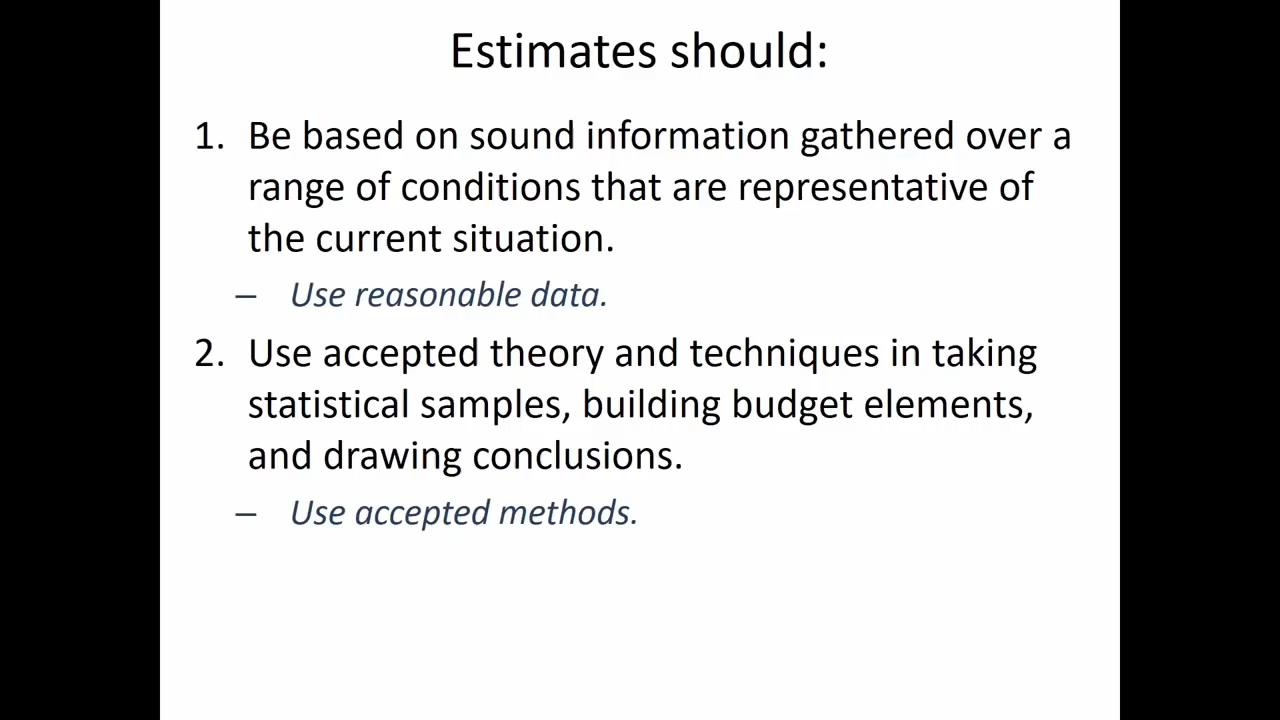 Estimates should:
1. Be based on sound information gathered over a
range of conditions that are representative of
the current situation.
– Use reasonable data.
2. Use accepted theory and techniques in taking
statistical samples, building budget elements,
and drawing conclusions.
– Use accepted methods.